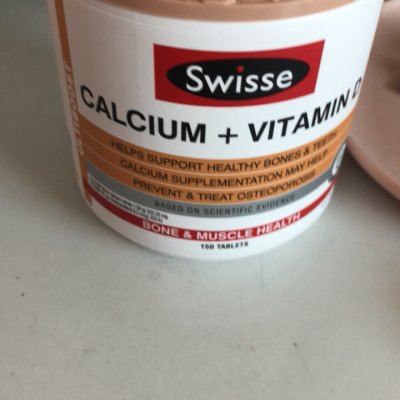 Swisse
ULTIBOOST
CALCIUM + VITAMIN D
HELPS SUPPORT HEALTHY BONES & TEETH
CALCIUM SUPPLEMENTATION MAY HELP
PREVENT & TREAT OSTEOPOROSIS
BASED ON SCIENTIFIC EVIDENCE
BONE & MUSCLE HEALTH
150 TABLETS